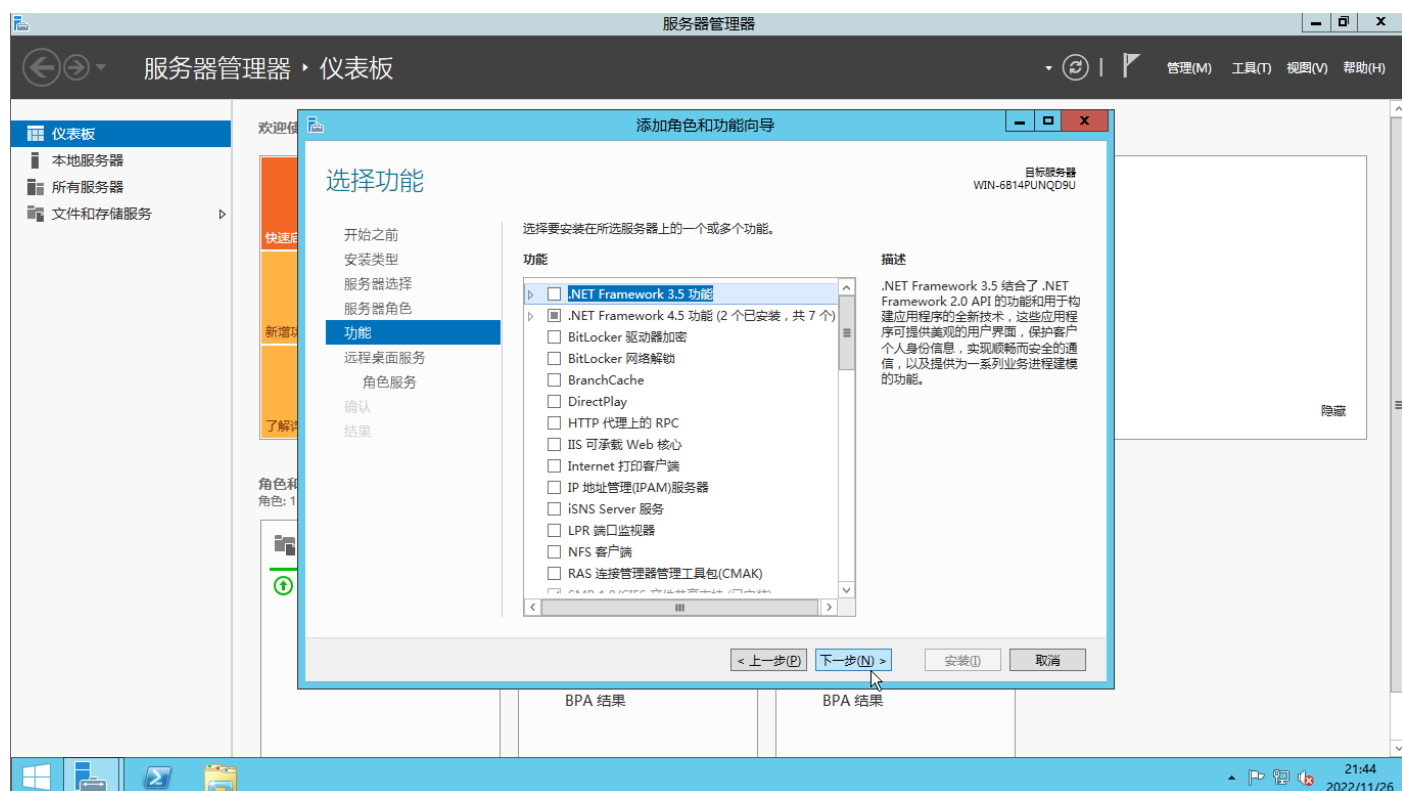 服务器管理器
服务器管理器 · 仪表板
管理(M) 工具(T) 视图(V) 帮助(H)
仪表板
本地服务器
所有服务器
文件和存储服务
欢迎使
快速启
新增功
了解详
隐藏
角色和
角色: 1
添加角色和功能向导
选择功能
目标服务器
WIN-6B14PUNQD9U
开始之前
安装类型
服务器选择
服务器角色
功能
远程桌面服务
角色服务
确认
结果
选择要安装在所选服务器上的一个或多个功能。
功能
.NET Framework 3.5 功能
.NET Framework 4.5 功能 (2 个已安装，共 7 个)
BitLocker 驱动器加密
BitLocker 网络解锁
BranchCache
DirectPlay
HTTP 代理上的 RPC
IIS 可承载 Web 核心
Internet 打印客户端
IP 地址管理(IPAM)服务器
iSNS Server 服务
LPR 端口监视器
NFS 客户端
RAS 连接管理器管理工具包(CMAK)
SMB 1.0/CIFS 文件共享支持 (已安装)
描述
.NET Framework 3.5 结合了 .NET
Framework 2.0 API 的功能和用于构
建应用程序的全新技术，这些应用程
序可提供美观的用户界面，保护客户
个人身份信息，实现顺畅而安全的通
信，以及提供为一系列业务进程建模
的功能。
< 上一步(P) 下一步(N) > 安装(I) 取消
BPA 结果 BPA 结果
21:44
2022/11/26